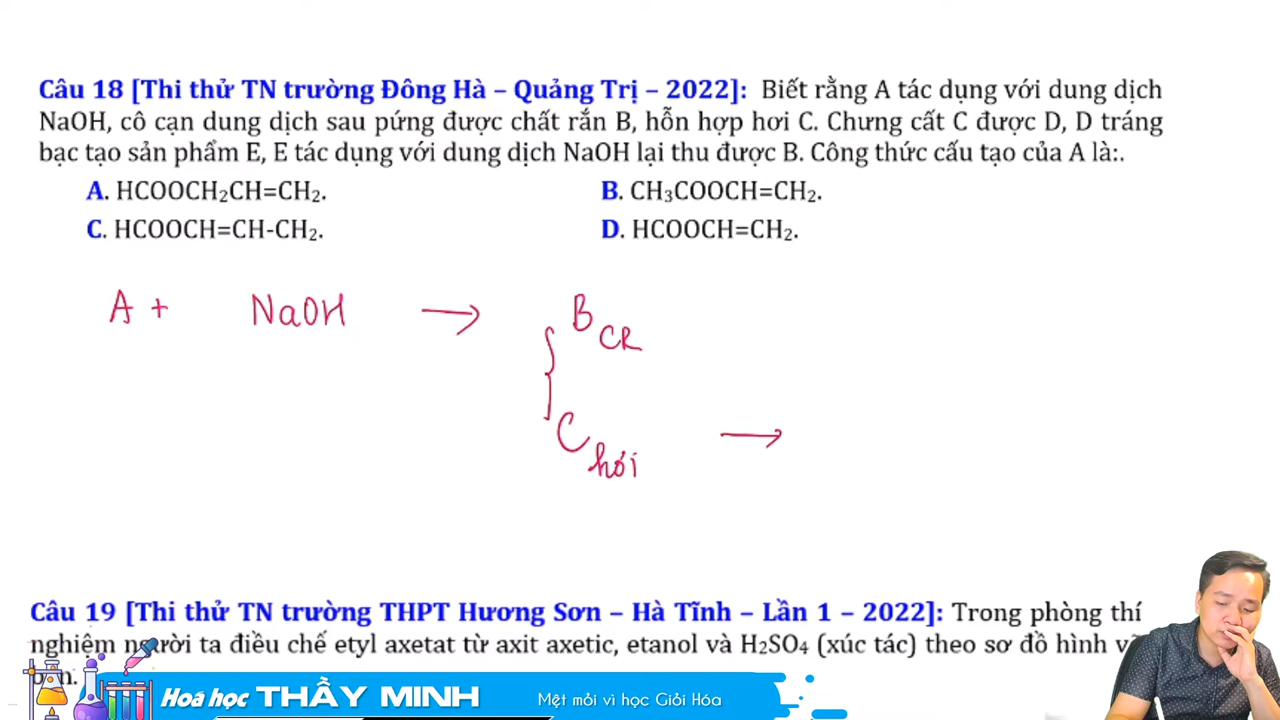 Câu 18 [Thi thử TN trường Đông Hà – Quảng Trị – 2022]: Biết rằng A tác dụng với dung dịch
NaOH, cô cạn dung dịch sau pứng được chất rắn B, hỗn hợp hơi C. Chưng cất C được D, D tráng
bạc tạo sản phẩm E, E tác dụng với dung dịch NaOH lại thu được B. Công thức cấu tạo của A là:.
A. HCOOCH₂CH=CH₂. B. CH₃COOCH=CH₂.
C. HCOOCH=CH-CH₂. D. HCOOCH=CH₂.
A + NaOH → B CR
C hơi →
Câu 19 [Thi thử TN trường THPT Hương Sơn – Hà Tĩnh – Lần 1 – 2022]: Trong phòng thí
nghiệm người ta điều chế etyl axetat từ axit axetic, etanol và H₂SO₄ (xúc tác) theo sơ đồ hình
Hoá học THẦY MINH Mệt mỏi vì học Giỏi Hóa